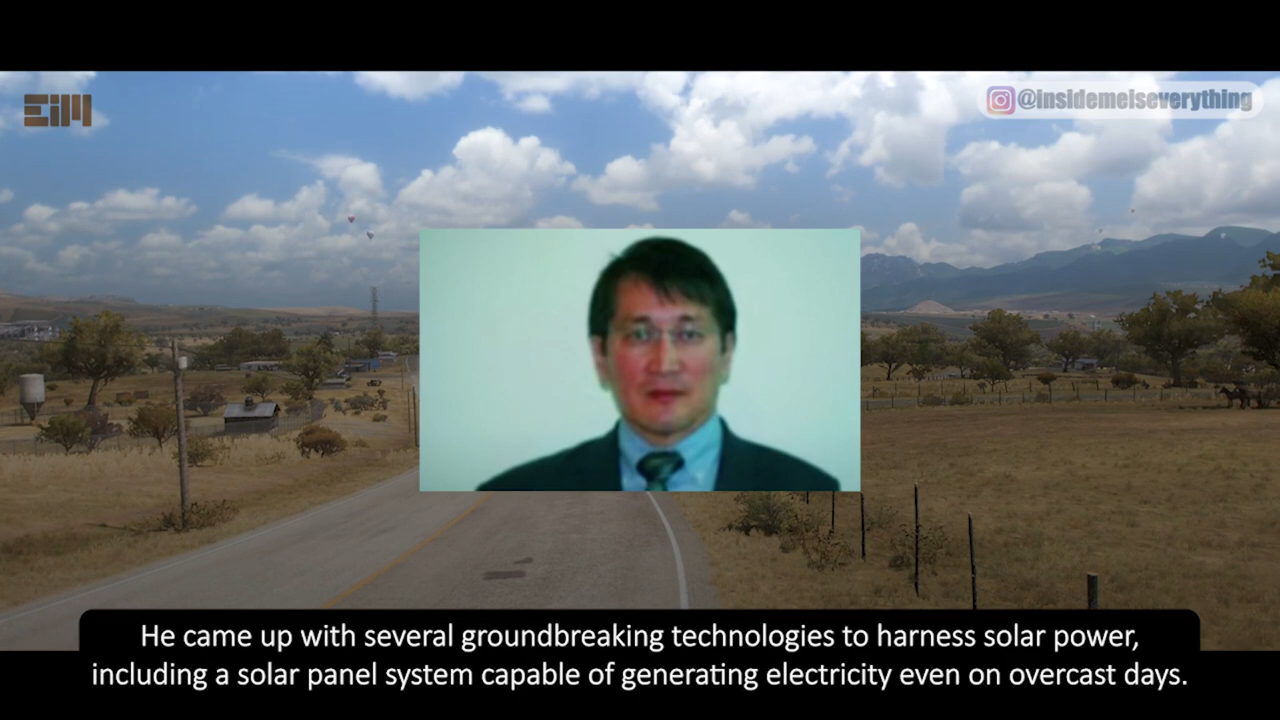 EiM
@insidemeiseverything
He came up with several groundbreaking technologies to harness solar power,
including a solar panel system capable of generating electricity even on overcast days.